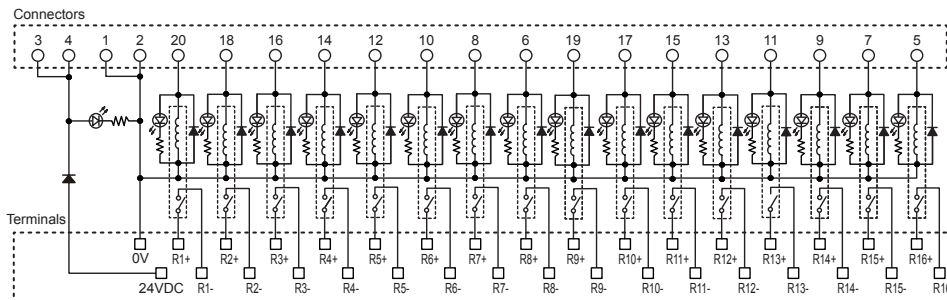 Connectors
3 4 1 2 20 18 16 14 12 10 8 6 19 17 15 13 11 9 7 5
Terminals
0V R1+ R2+ R3+ R4+ R5+ R6+ R7+ R8+ R9+ R10+ R11+ R12+ R13+ R14+ R15+ R16+
24VDC R1- R2- R3- R4- R5- R6- R7- R8- R9- R10- R11- R12- R13- R14- R15-